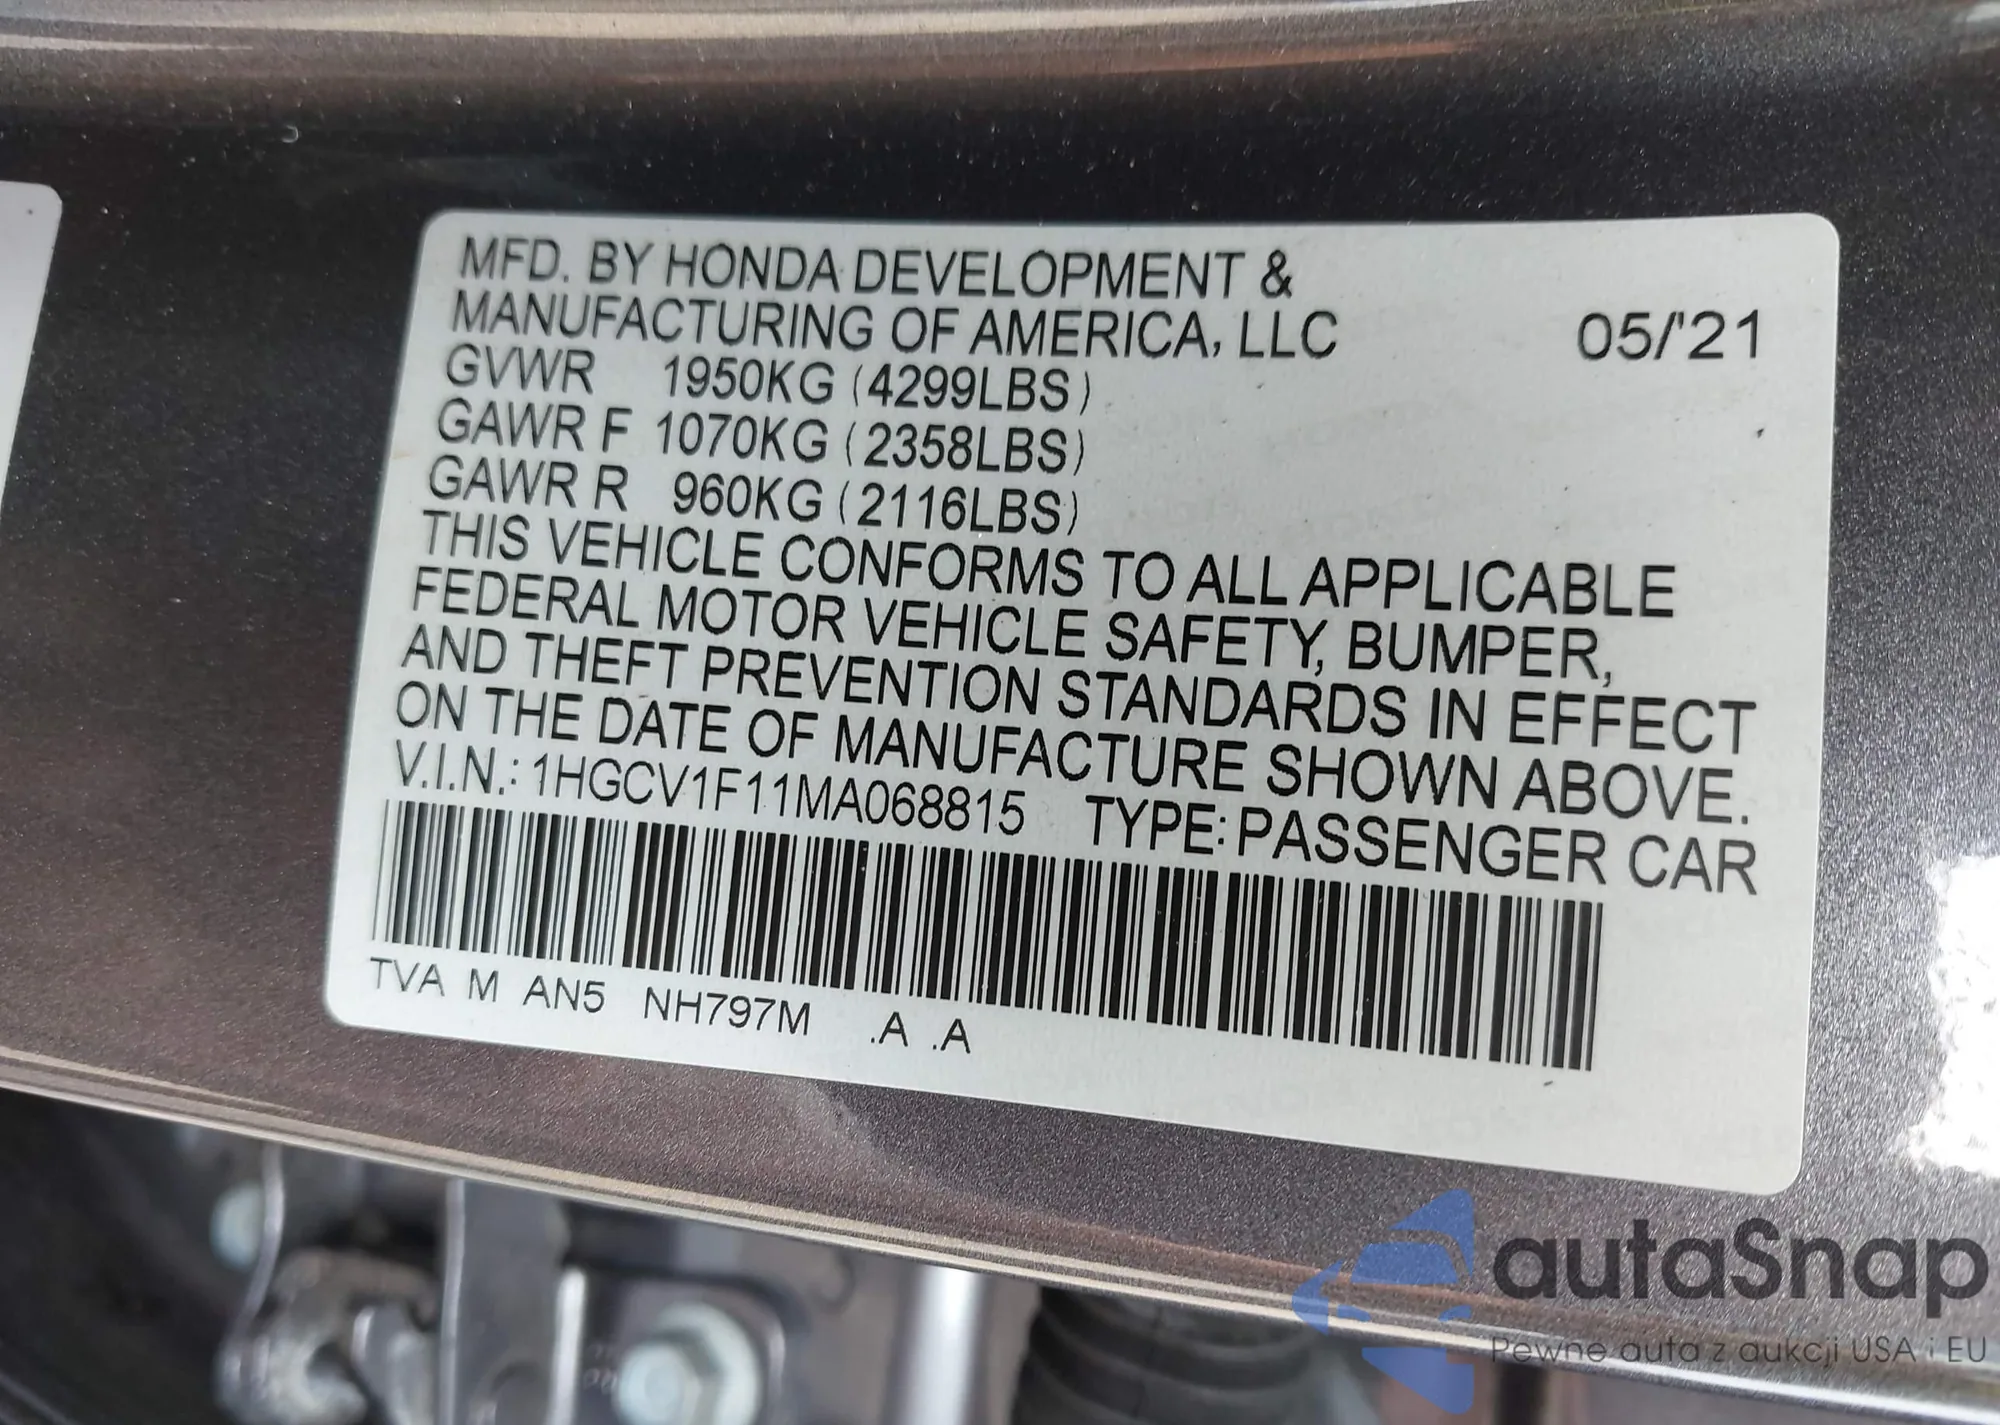 MFD. BY HONDA DEVELOPMENT &
MANUFACTURING OF AMERICA, LLC 05/'21
GVWR 1950KG (4299LBS)
GAWR F 1070KG (2358LBS)
GAWR R 960KG (2116LBS)
THIS VEHICLE CONFORMS TO ALL APPLICABLE
FEDERAL MOTOR VEHICLE SAFETY, BUMPER,
AND THEFT PREVENTION STANDARDS IN EFFECT
ON THE DATE OF MANUFACTURE SHOWN ABOVE.
V.I.N.: 1HGCV1F11MA068815 TYPE: PASSENGER CAR
TVA M AN5 NH797M .A .A
autaSnap
Pewne auta z aukcji USA i EU